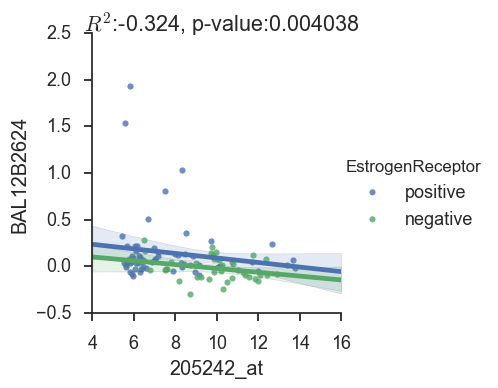 R²:-0.324, p-value:0.004038
2.5
2.0
1.5
1.0
0.5
0.0
−0.5
BAL12B2624
4 6 8 10 12 14 16
205242_at
EstrogenReceptor
positive
negative